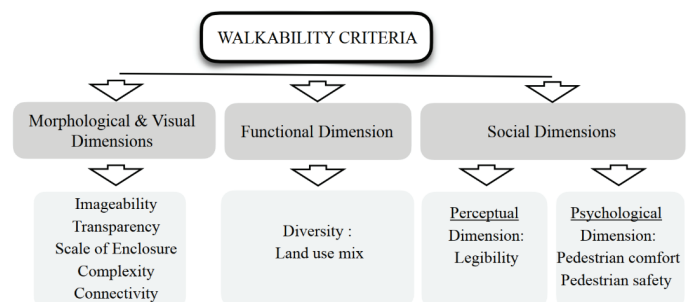 WALKABILITY CRITERIA
Morphological & Visual
Dimensions
Functional Dimension
Social Dimensions
Imageability
Transparency
Scale of Enclosure
Complexity
Connectivity
Diversity :
Land use mix
Perceptual
Dimension:
Legibility
Psychological
Dimension:
Pedestrian comfort
Pedestrian safety